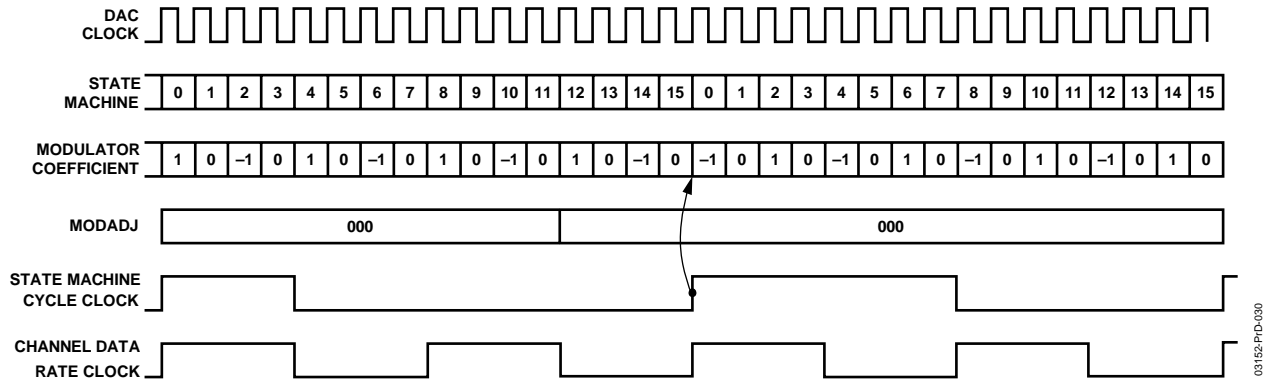 DAC
CLOCK
STATE
MACHINE
0 1 2 3 4 5 6 7 8 9 10 11 12 13 14 15 0 1 2 3 4 5 6 7 8 9 10 11 12 13 14 15
MODULATOR
COEFFICIENT
1 0 –1 0 1 0 –1 0 1 0 –1 0 1 0 –1 0 –1 0 1 0 –1 0 1 0 –1 0 1 0 –1 0 1 0
MODADJ
000 000
STATE MACHINE
CYCLE CLOCK
CHANNEL DATA
RATE CLOCK
03152-PrD-030